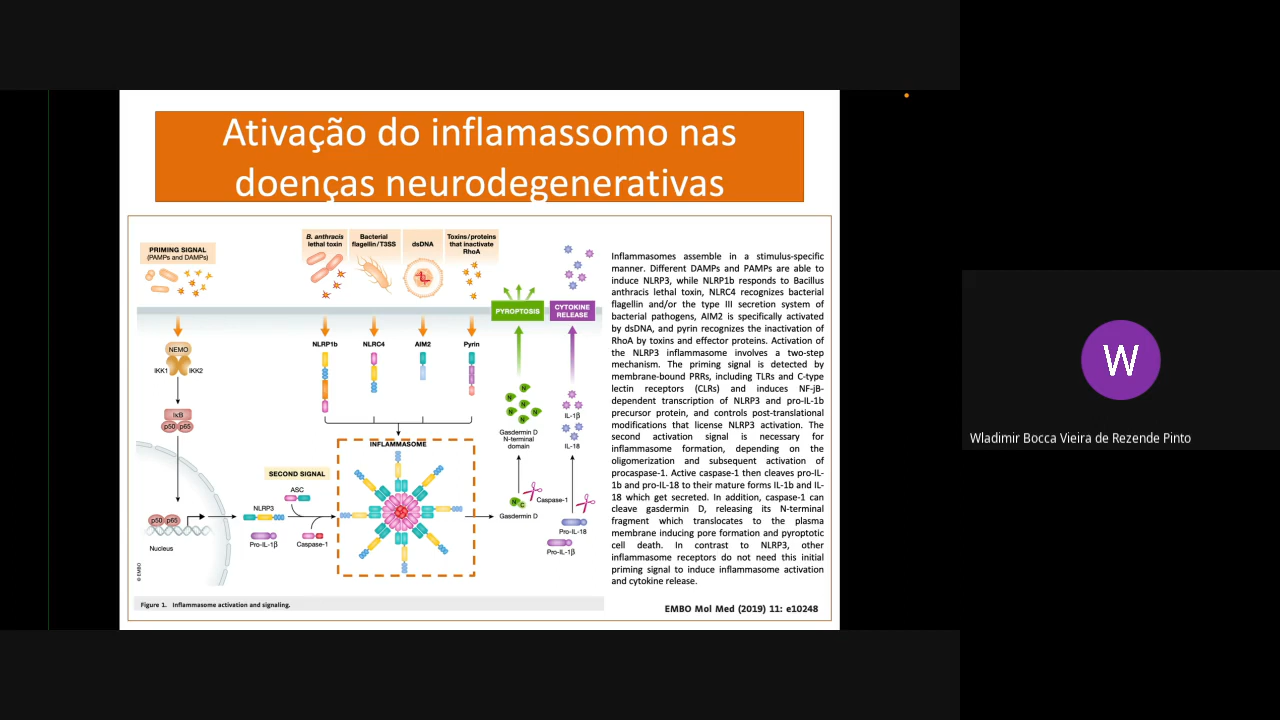 Ativação do inflamassomo nas
doenças neurodegenerativas
PRIMING SIGNAL
(PAMPs and DAMPs)
B. anthracis
lethal toxin
Bacterial
flagellin/T3SS
dsDNA
Toxins/proteins
that inactivate
RhoA
PYROPTOSIS
CYTOKINE
RELEASE
NEMO
IKK1
IKK2
NLRP1b
NLRC4
AIM2
Pyrin
IκB
p50
p65
INFLAMMASOME
SECOND SIGNAL
ASC
NLRP3
Pro-IL-1β
Caspase-1
p50
p65
Nucleus
N
N
N
N
N
N
Gasdermin D
N-terminal
domain
IL-1β
IL-18
N
C
Caspase-1
Gasdermin D
Pro-IL-18
Pro-IL-1β
© EMBO
Figure 1. Inflammasome activation and signaling.
Inflammasomes assemble in a stimulus-specific
manner. Different DAMPs and PAMPs are able to
induce NLRP3, while NLRP1b responds to Bacillus
anthracis lethal toxin, NLRC4 recognizes bacterial
flagellin and/or the type III secretion system of
bacterial pathogens, AIM2 is specifically activated
by dsDNA, and pyrin recognizes the inactivation of
RhoA by toxins and effector proteins. Activation of
the NLRP3 inflammasome involves a two-step
mechanism. The priming signal is detected by
membrane-bound PRRs, including TLRs and C-type
lectin receptors (CLRs) and induces NF-jB-
dependent transcription of NLRP3 and pro-IL-1b
precursor protein, and controls post-translational
modifications that license NLRP3 activation. The
second activation signal is necessary for
inflammasome formation, depending on the
oligomerization and subsequent activation of
procaspase-1. Active caspase-1 then cleaves pro-IL-
1b and pro-IL-18 to their mature forms IL-1b and IL-
18 which get secreted. In addition, caspase-1 can
cleave gasdermin D, releasing its N-terminal
fragment which translocates to the plasma
membrane inducing pore formation and pyroptotic
cell death. In contrast to NLRP3, other
inflammasome receptors do not need this initial
priming signal to induce inflammasome activation
and cytokine release.
EMBO Mol Med (2019) 11: e10248
W
Wladimir Bocca Vieira de Rezende Pinto